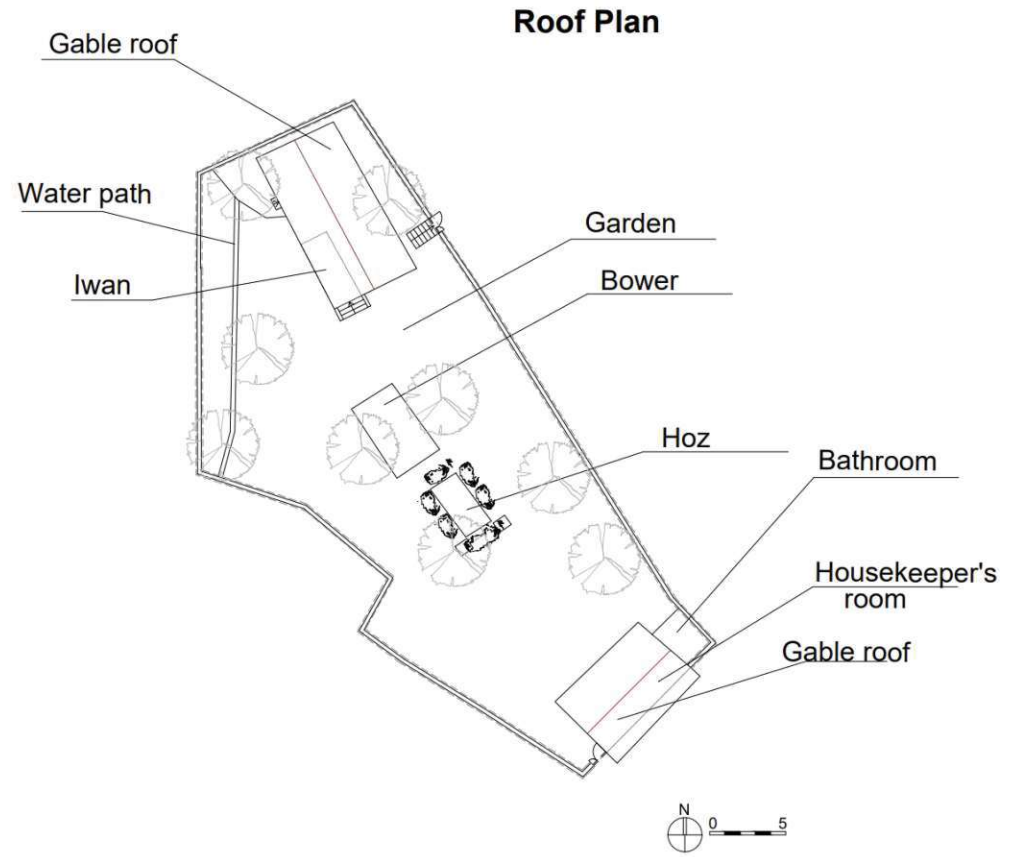 Roof Plan
Gable roof
Water path
Garden
Iwan
Bower
Hoz
Bathroom
Housekeeper's
room
Gable roof
N
0 5